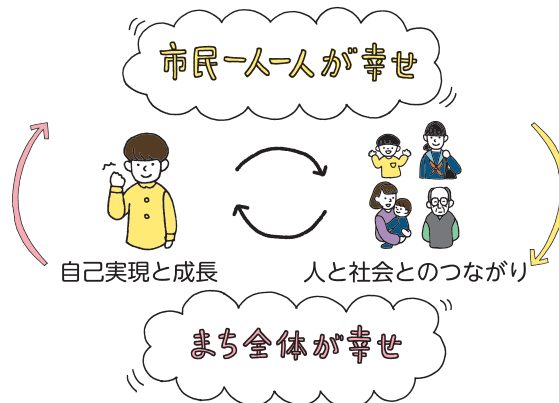 市民一人一人が幸せ
自己実現と成長
人と社会とのつながり
まち全体が幸せ